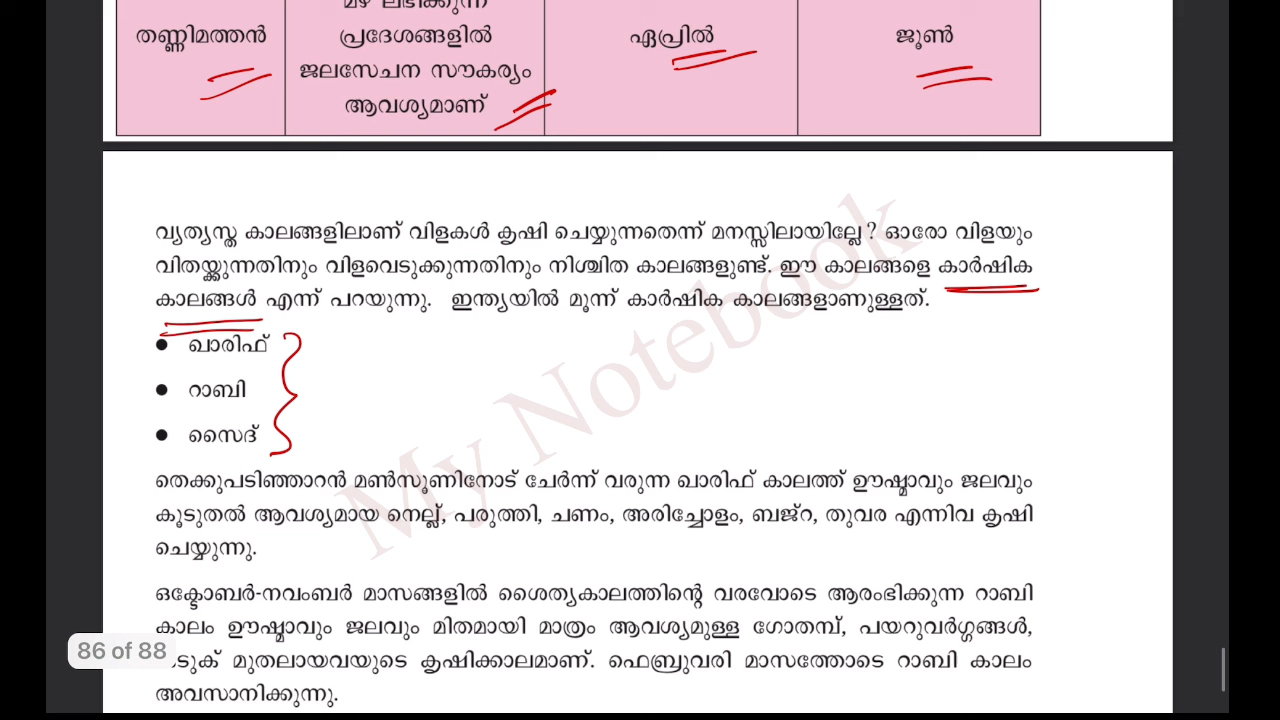 മഴ ലഭിക്കുന്ന
തണ്ണിമത്തൻ പ്രദേശങ്ങളിൽ ഏപ്രിൽ ജൂൺ
ജലസേചന സൗകര്യം
ആവശ്യമാണ്
വ്യത്യസ്ത കാലങ്ങളിലാണ് വിളകൾ കൃഷി ചെയ്യുന്നതെന്ന് മനസ്സിലായില്ലേ? ഓരോ വിളയും
വിതയ്ക്കുന്നതിനും വിളവെടുക്കുന്നതിനും നിശ്ചിത കാലങ്ങളുണ്ട്. ഈ കാലങ്ങളെ കാർഷിക
കാലങ്ങൾ എന്ന് പറയുന്നു. ഇന്ത്യയിൽ മൂന്ന് കാർഷിക കാലങ്ങളാണുള്ളത്.
● ഖാരിഫ്
● റാബി
● സൈദ്
തെക്കുപടിഞ്ഞാറൻ മൺസൂണിനോട് ചേർന്ന് വരുന്ന ഖാരിഫ് കാലത്ത് ഊഷ്മാവും ജലവും
കൂടുതൽ ആവശ്യമായ നെല്ല്, പരുത്തി, ചണം, അരിച്ചോളം, ബജ്റ, തുവര എന്നിവ കൃഷി
ചെയ്യുന്നു.
ഒക്ടോബർ-നവംബർ മാസങ്ങളിൽ ശൈത്യകാലത്തിന്റെ വരവോടെ ആരംഭിക്കുന്ന റാബി
കാലം ഊഷ്മാവും ജലവും മിതമായി മാത്രം ആവശ്യമുള്ള ഗോതമ്പ്, പയറുവർഗ്ഗങ്ങൾ,
മുതലായവയുടെ കൃഷിക്കാലമാണ്. ഫെബ്രുവരി മാസത്തോടെ റാബി കാലം
അവസാനിക്കുന്നു.
86 of 88
My Notebook